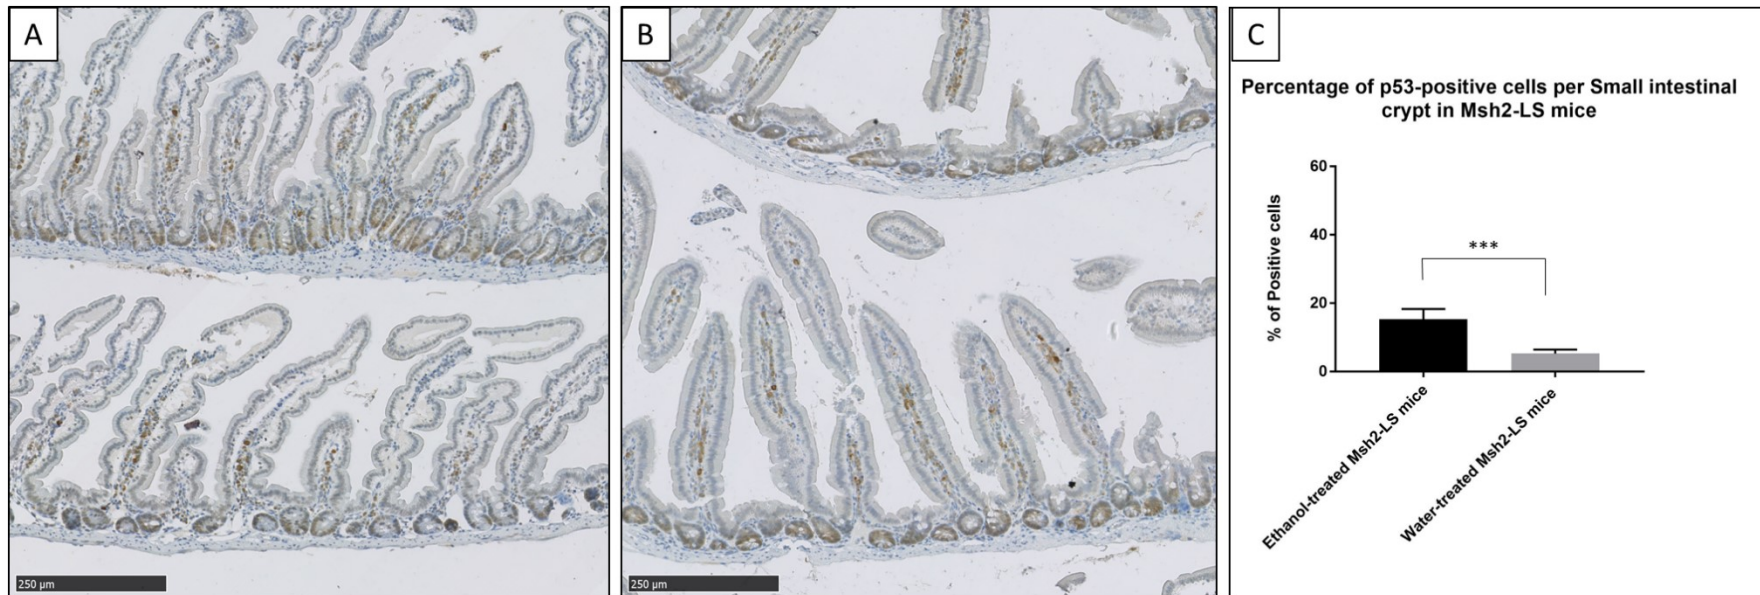 A
B
C
Percentage of p53-positive cells per Small intestinal
crypt in Msh2-LS mice
% of Positive cells
60
40
20
0
***
Ethanol-treated Msh2-LS mice
Water-treated Msh2-LS mice
250 µm
250 µm